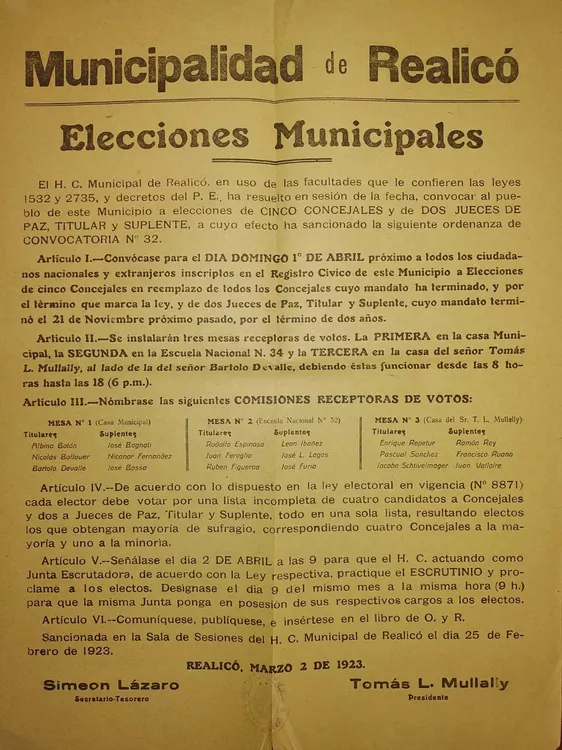 Municipalidad de Realicó
Elecciones Municipales
El H. C. Municipal de Realicó, en uso de las facultades que le confieren las leyes
1532 y 2735, y decretos del P. E., ha resuelto en sesión de la fecha, convocar al pue-
blo de este Municipio a elecciones de CINCO CONCEJALES y de DOS JUECES DE
PAZ, TITULAR y SUPLENTE, a cuyo efecto ha sancionado la siguiente ordenanza de
CONVOCATORIA Nº 32.
Artículo I.—Convócase para el DIA DOMINGO 1º DE ABRIL próximo a todos los ciudada-
nos nacionales y extranjeros inscriptos en el Registro Cívico de este Municipio a Elecciones
de cinco Concejales en reemplazo de todos los Concejales cuyo mandato ha terminado, y por
el término que marca la ley, y de dos Jueces de Paz, Titular y Suplente, cuyo mandato termi-
nó el 21 de Noviembre próximo pasado, por el término de dos años.
Artículo II.—Se instalarán tres mesas receptoras de votos. La PRIMERA en la casa Muni-
cipal, la SEGUNDA en la Escuela Nacional N. 34 y la TERCERA en la casa del señor Tomás
L. Mullally, al lado de la del señor Bartolo Devalle, debiendo éstas funcionar desde las 8 ho-
ras hasta las 18 (6 p.m.).
Artículo III.—Nómbrase las siguientes COMISIONES RECEPTORAS DE VOTOS:
MESA Nº 1 (Casa Municipal)
Titulares Suplentes
Albino Botán José Bagnati
Nicolás Ballauer Nicanor Fernandez
Bartolo Devalle José Bossa
MESA Nº 2 (Escuela Nacional Nº 32)
Titulares Suplentes
Rodolfo Espinosa Leon Ibañez
Juan Feraglia José L. Lagos
Ruben Figueroa José Furia
MESA Nº 3 (Casa del Sr. T. L. Mullally)
Titulares Suplentes
Enrique Repetur Ramón Rey
Pascual Sanchez Francisco Ruano
Jacobo Schtivelmager Juan Vallaire
Artículo IV.—De acuerdo con lo dispuesto en la ley electoral en vigencia (Nº 8871)
cada elector debe votar por una lista incompleta de cuatro candidatos a Concejales
y dos a Jueces de Paz, Titular y Suplente, todo en una sola lista, resultando electos
los que obtengan mayoría de sufragio, correspondiendo cuatro Concejales a la ma-
yoría y uno a la minoría.
Artículo V.—Señálase el día 2 DE ABRIL a las 9 para que el H. C. actuando como
Junta Escrutadora, de acuerdo con la Ley respectiva, practique el ESCRUTINIO y pro-
clame a los electos. Designase el dia 9 del mismo mes a la misma hora (9 h.)
para que la misma Junta ponga en posesión de sus respectivos cargos a los electos.
Artículo VI.—Comuníquese, publíquese, e insértese en el libro de O. y R.
Sancionada en la Sala de Sesiones del H. C. Municipal de Realicó el dia 25 de Fe-
brero de 1923.
REALICÓ, MARZO 2 DE 1923.
Simeon Lázaro Tomás L. Mullally
Secretario-Tesorero Presidente